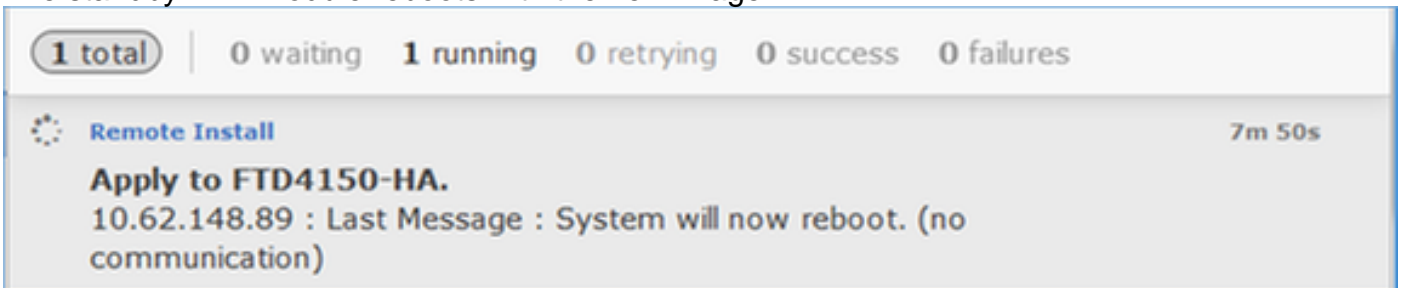 1 total 0 waiting 1 running 0 retrying 0 success 0 failures
Remote Install 7m 50s
Apply to FTD4150-HA.
10.62.148.89 : Last Message : System will now reboot. (no
communication)